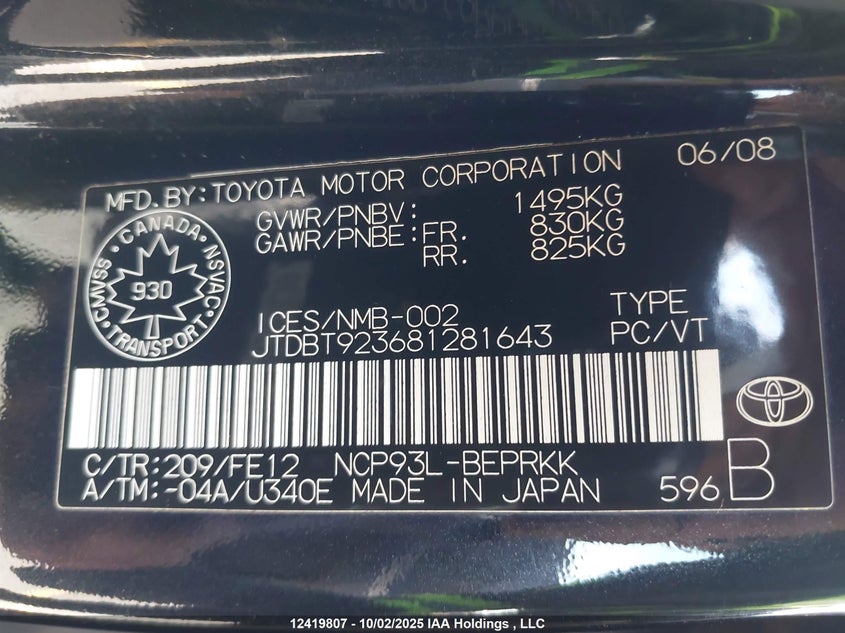 MFD.BY:TOYOTA MOTOR CORPORATION 06/08
GVWR/PNBV: 1495KG
GAWR/PNBE: FR. 830KG
RR. 825KG
CANADA
CMVSS NSVAC
930
TRANSPORT
ICES/NMB-002 TYPE
JTDBT923681281643 PC/VT
C/TR:209/FE12 NCP93L-BEPRKK
A/TM:-04A/U340E MADE IN JAPAN 596 B
12419807 - 10/02/2025 IAA Holdings , LLC